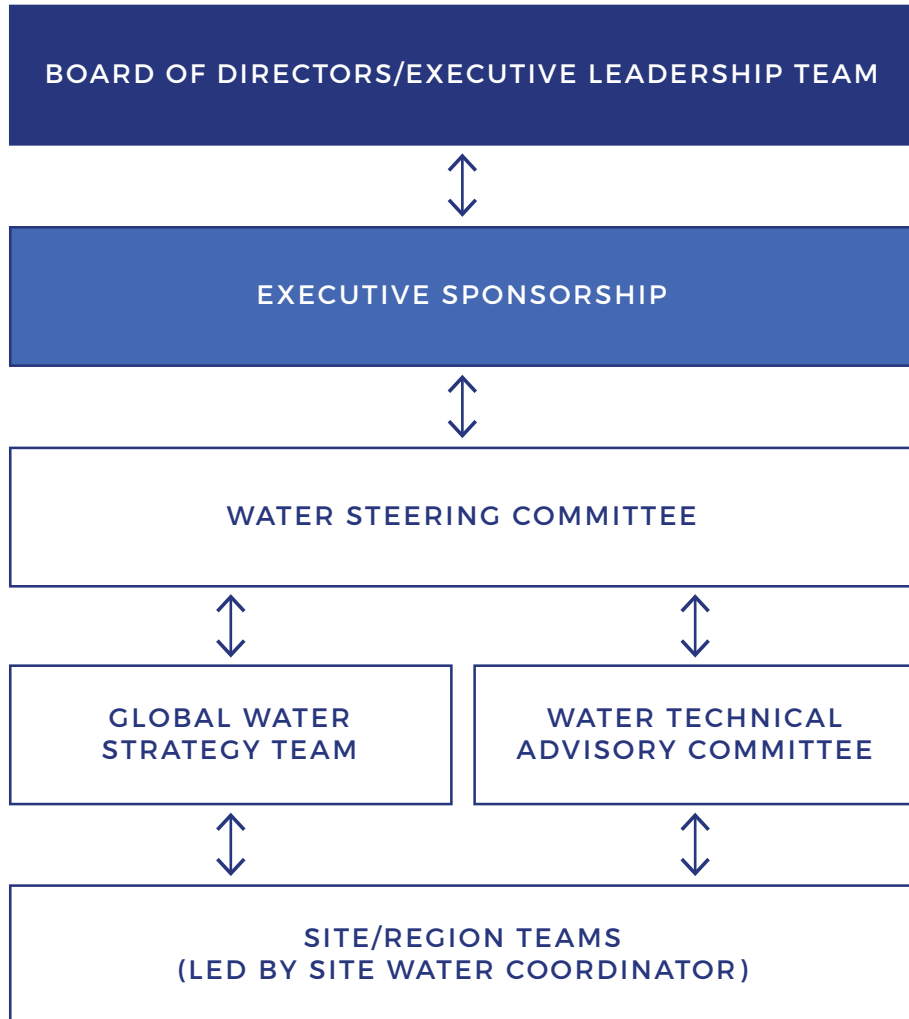 BOARD OF DIRECTORS/EXECUTIVE LEADERSHIP TEAM
EXECUTIVE SPONSORSHIP
WATER STEERING COMMITTEE
GLOBAL WATER
STRATEGY TEAM
WATER TECHNICAL
ADVISORY COMMITTEE
SITE/REGION TEAMS
(LED BY SITE WATER COORDINATOR)